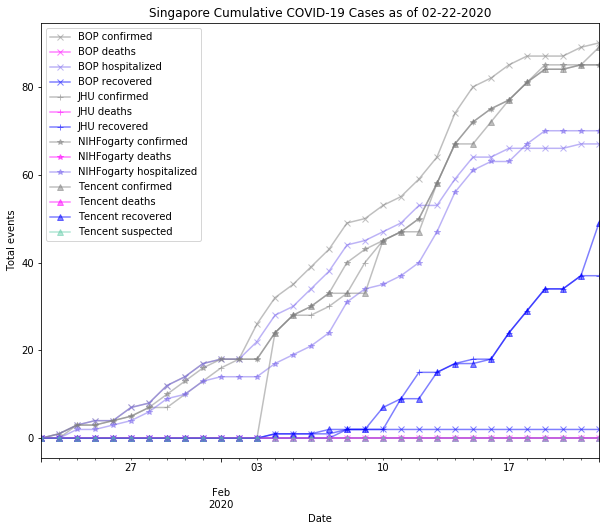 Singapore Cumulative COVID-19 Cases as of 02-22-2020
BOP confirmed
BOP deaths
BOP hospitalized
BOP recovered
JHU confirmed
JHU deaths
JHU recovered
NIHFogarty confirmed
NIHFogarty deaths
NIHFogarty hospitalized
Tencent confirmed
Tencent deaths
Tencent recovered
Tencent suspected
Total events
80
60
40
20
0
27
03
10
17
Feb
2020
Date